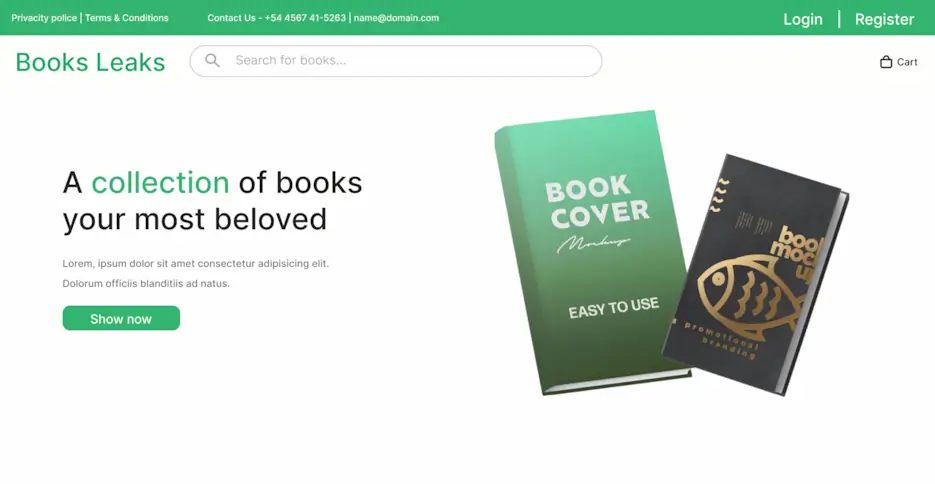 Privacity police | Terms & Conditions
Contact Us - +54 4567 41-5263 | name@domain.com
Login | Register
Books Leaks
Search for books...
Cart
A collection of books
your most beloved
Lorem, ipsum dolor sit amet consectetur adipisicing elit.
Dolorum officiis blanditiis ad natus.
Show now
BOOK
COVER
Mockup
EASY TO USE
promotional
branding